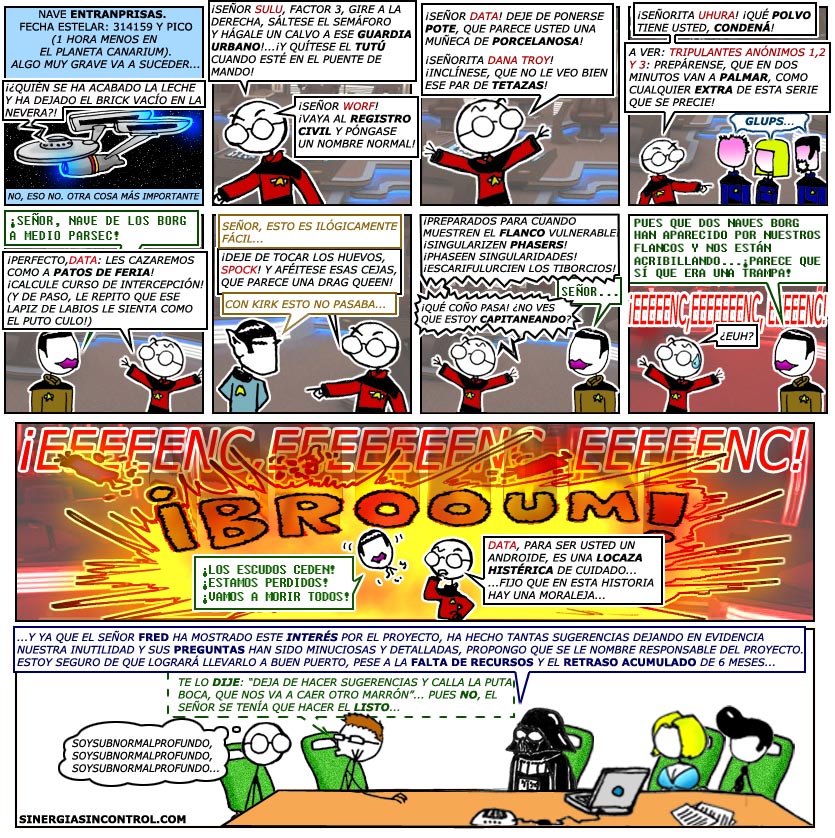 NAVE ENTRANPRISAS.
FECHA ESTELAR: 314159 Y PICO
(1 HORA MENOS EN
EL PLANETA CANARIUM).
ALGO MUY GRAVE VA A SUCEDER...
¡¿QUIÉN SE HA ACABADO LA LECHE
Y HA DEJADO EL BRICK VACÍO EN LA
NEVERA?!
NO, ESO NO. OTRA COSA MÁS IMPORTANTE
¡SEÑOR SULU, FACTOR 3, GIRE A LA
DERECHA, SÁLTESE EL SEMÁFORO
Y HÁGALE UN CALVO A ESE GUARDIA
URBANO!...¡Y QUÍTESE EL TUTÚ
CUANDO ESTÉ EN EL PUENTE DE
MANDO!
¡SEÑOR WORF!
¡VAYA AL REGISTRO
CIVIL Y PÓNGASE
UN NOMBRE NORMAL!
¡SEÑOR DATA! DEJE DE PONERSE
POTE, QUE PARECE USTED UNA
MUÑECA DE PORCELANOSA!
¡SEÑORITA DANA TROY!
¡INCLÍNESE, QUE NO LE VEO BIEN
ESE PAR DE TETAZAS!
¡SEÑORITA UHURA! ¡QUÉ POLVO
TIENE USTED, CONDENÁ!
A VER: TRIPULANTES ANÓNIMOS 1,2
Y 3: PREPÁRENSE, QUE EN DOS
MINUTOS VAN A PALMAR, COMO
CUALQUIER EXTRA DE ESTA SERIE
QUE SE PRECIE!
GLUPS...
¡SEÑOR, NAVE DE LOS BORG
A MEDIO PARSEC!
¡PERFECTO,DATA: LES CAZAREMOS
COMO A PATOS DE FERIA!
¡CALCULE CURSO DE INTERCEPCIÓN!
(Y DE PASO, LE REPITO QUE ESE
LAPIZ DE LABIOS LE SIENTA COMO
EL PUTO CULO!)
SEÑOR, ESTO ES ILÓGICAMENTE
FÁCIL...
¡DEJE DE TOCAR LOS HUEVOS,
SPOCK! Y AFÉITESE ESAS CEJAS,
QUE PARECE UNA DRAG QUEEN!
CON KIRK ESTO NO PASABA...
¡PREPARADOS PARA CUANDO
MUESTREN EL FLANCO VULNERABLE!
¡SINGULARIZEN PHASERS!
¡PHASEEN SINGULARIDADES!
¡ESCARIFULURCIEN LOS TIBORCIOS!
SEÑOR...
¡QUÉ COÑO PASA! ¿NO VES
QUE ESTOY CAPITANEANDO?
PUES QUE DOS NAVES BORG
HAN APARECIDO POR NUESTROS
FLANCOS Y NOS ESTÁN
ACRIBILLANDO...¡PARECE QUE
SÍ QUE ERA UNA TRAMPA!
¡EEEEENC,EEEEEEENC, EEEEENC!
¿EUH?
¡EEEEEENC,EEEEEEENC, EEEEEENC!
¡BROOUM!
¡LOS ESCUDOS CEDEN!
¡ESTAMOS PERDIDOS!
¡VAMOS A MORIR TODOS!
DATA, PARA SER USTED UN
ANDROIDE, ES UNA LOCAZA
HISTÉRICA DE CUIDADO...
...FIJO QUE EN ESTA HISTORIA
HAY UNA MORALEJA...
...Y YA QUE EL SEÑOR FRED HA MOSTRADO ESTE INTERÉS POR EL PROYECTO, HA HECHO TANTAS SUGERENCIAS DEJANDO EN EVIDENCIA
NUESTRA INUTILIDAD Y SUS PREGUNTAS HAN SIDO MINUCIOSAS Y DETALLADAS, PROPONGO QUE SE LE NOMBRE RESPONSABLE DEL PROYECTO.
ESTOY SEGURO DE QUE LOGRARÁ LLEVARLO A BUEN PUERTO, PESE A LA FALTA DE RECURSOS Y EL RETRASO ACUMULADO DE 6 MESES...
TE LO DIJE: "DEJA DE HACER SUGERENCIAS Y CALLA LA PUTA
BOCA, QUE NOS VA A CAER OTRO MARRÓN"... PUES NO, EL
SEÑOR SE TENÍA QUE HACER EL LISTO...
SOYSUBNORMALPROFUNDO,
SOYSUBNORMALPROFUNDO,
SOYSUBNORMALPROFUNDO...
SINERGIASINCONTROL.COM